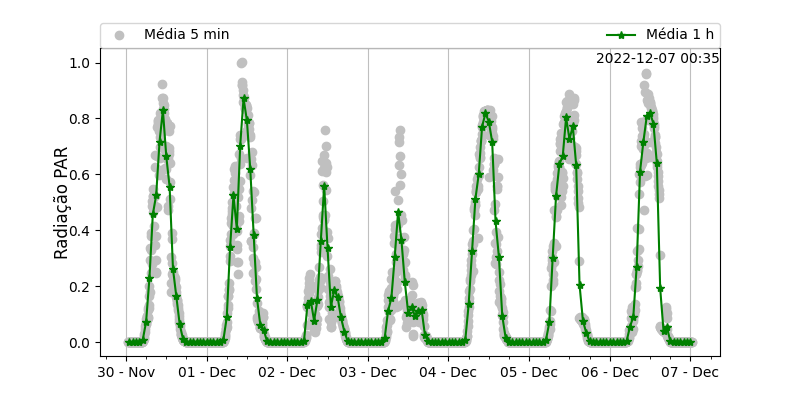 Média 5 min
Média 1 h
2022-12-07 00:35
Radiação PAR
1.0
0.8
0.6
0.4
0.2
0.0
30 - Nov
01 - Dec
02 - Dec
03 - Dec
04 - Dec
05 - Dec
06 - Dec
07 - Dec